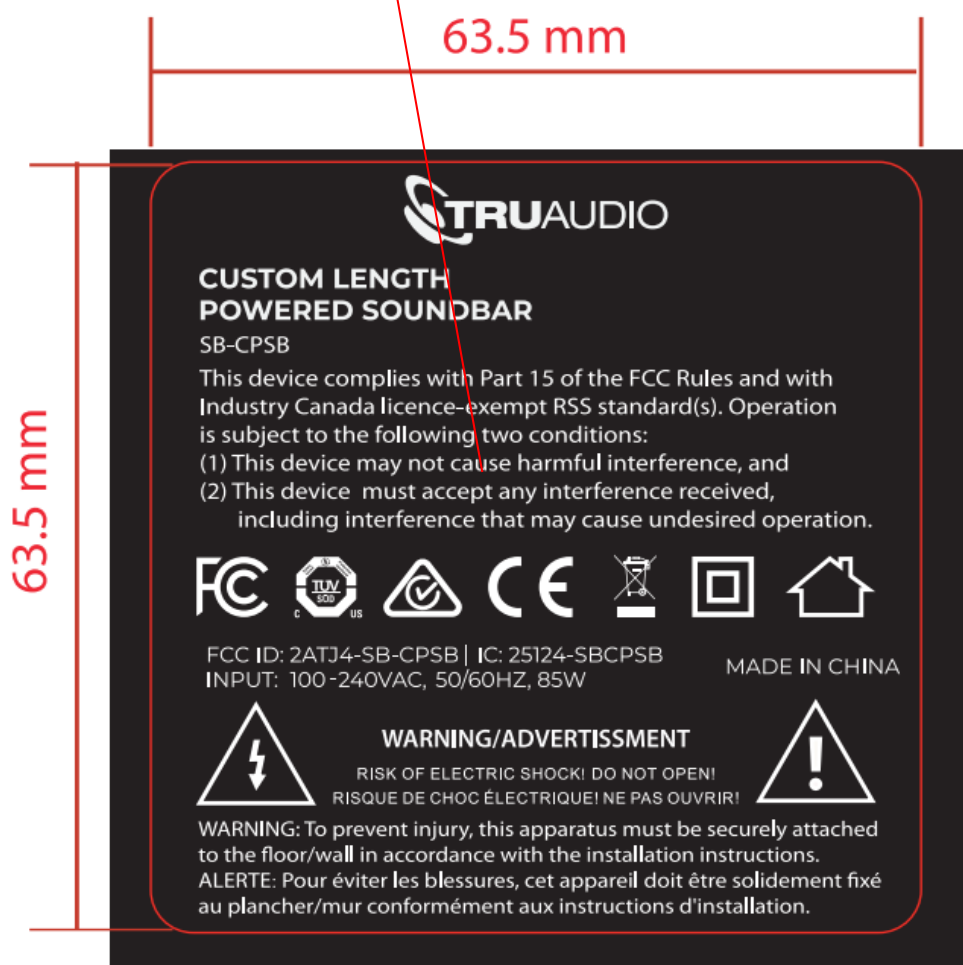 63.5 mm
63.5 mm
TRUAUDIO
CUSTOM LENGTH
POWERED SOUNDBAR
SB-CPSB
This device complies with Part 15 of the FCC Rules and with
Industry Canada licence-exempt RSS standard(s). Operation
is subject to the following two conditions:
(1) This device may not cause harmful interference, and
(2) This device  must accept any interference received,
including interference that may cause undesired operation.
FC TUV SUD C US CE
FCC ID: 2ATJ4-SB-CPSB | IC: 25124-SBCPSB
INPUT: 100-240VAC, 50/60HZ, 85W
MADE IN CHINA
WARNING/ADVERTISSMENT
RISK OF ELECTRIC SHOCK! DO NOT OPEN!
RISQUE DE CHOC ÉLECTRIQUE! NE PAS OUVRIR!
WARNING: To prevent injury, this apparatus must be securely attached
to the floor/wall in accordance with the installation instructions.
ALERTE: Pour éviter les blessures, cet appareil doit être solidement fixé
au plancher/mur conformément aux instructions d'installation.